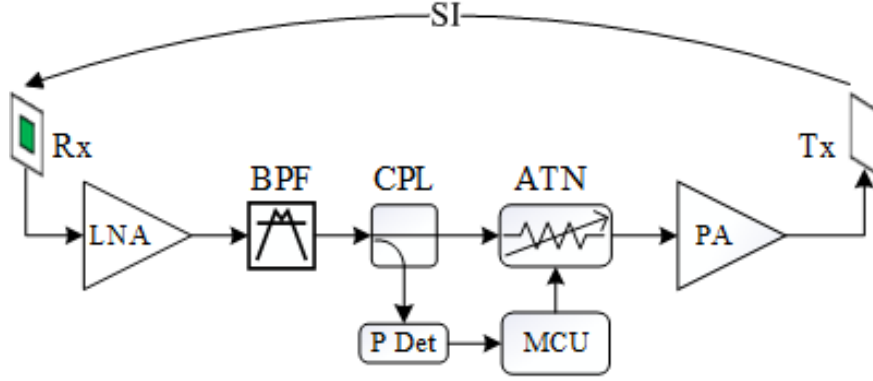 SI
Rx
Tx
BPF
CPL
ATN
LNA
PA
P Det
MCU